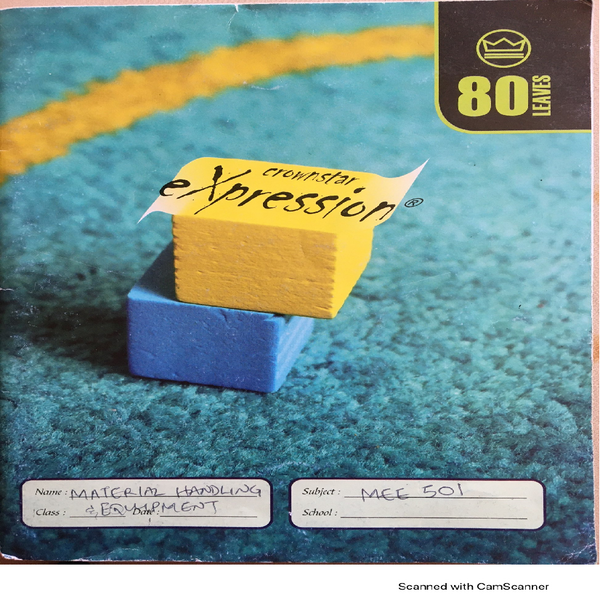 80
LEAVES
crownstar
eXpression®
Name: MATERIAL HANDLING
Class: & EQUIPMENT Date:
Subject: MEE 501
School:
Scanned with CamScanner